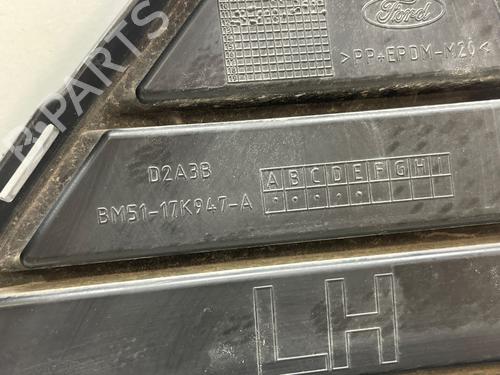 Ford
>PP+EPDM-M20<
D2A3B
A B C D E F G H I
BM51-17K947-A
LH
B-PARTS